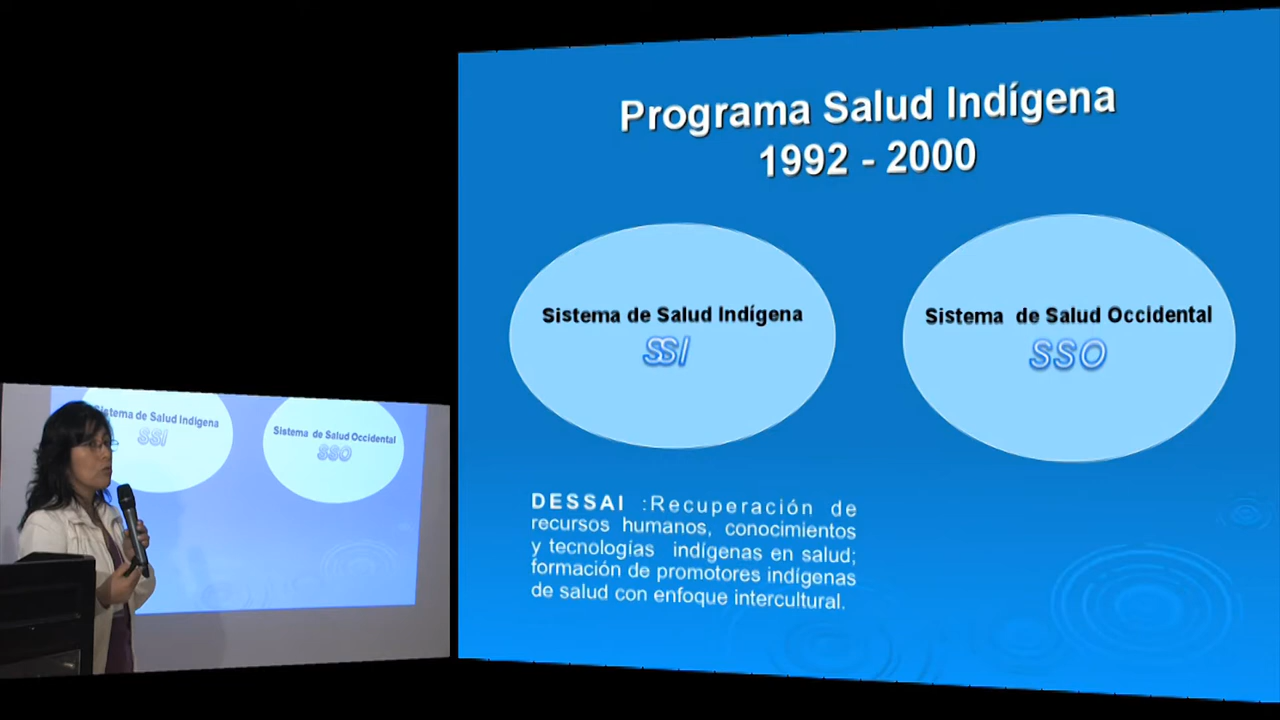 Programa Salud Indígena
1992 - 2000
Sistema de Salud Indígena
SSI
Sistema de Salud Occidental
SSO
DESSAI :Recuperación de
recursos humanos, conocimientos
y tecnologías indígenas en salud;
formación de promotores indígenas
de salud con enfoque intercultural.
Sistema de Salud Indígena
SSI
Sistema de Salud Occidental
SSO